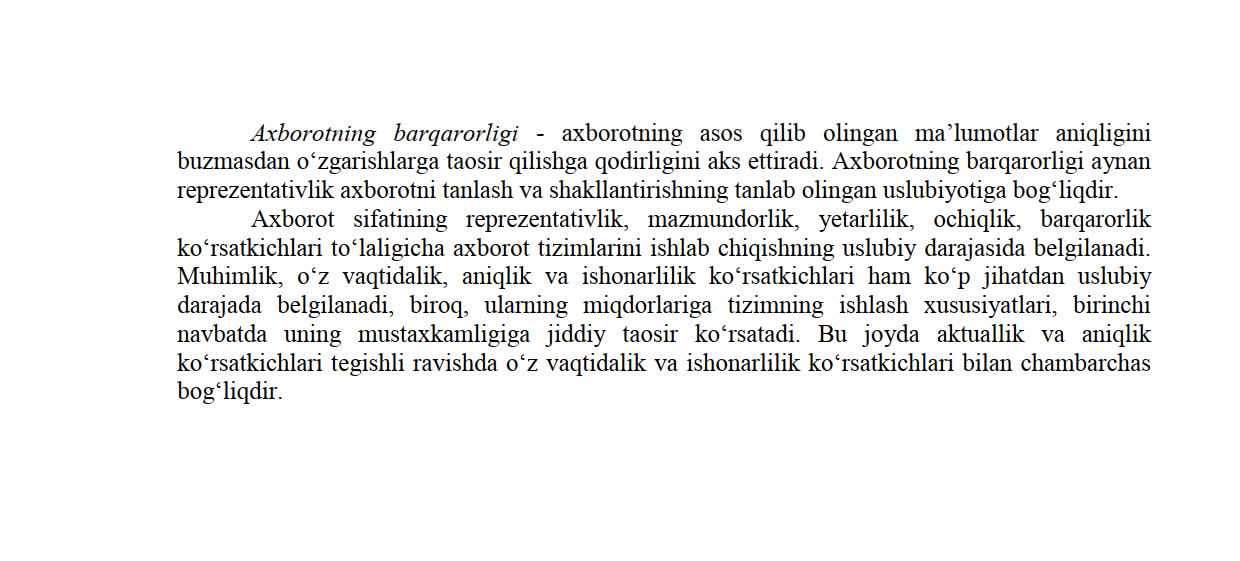 Axborotning barqarorligi - axborotning asos qilib olingan ma’lumotlar aniqligini
buzmasdan o‘zgarishlarga taosir qilishga qodirligini aks ettiradi. Axborotning barqarorligi aynan
reprezentativlik axborotni tanlash va shakllantirishning tanlab olingan uslubiyotiga bog‘liqdir.
Axborot sifatining reprezentativlik, mazmundorlik, yetarlilik, ochiqlik, barqarorlik
ko‘rsatkichlari to‘laligicha axborot tizimlarini ishlab chiqishning uslubiy darajasida belgilanadi.
Muhimlik, o‘z vaqtidalik, aniqlik va ishonarlilik ko‘rsatkichlari ham ko‘p jihatdan uslubiy
darajada belgilanadi, biroq, ularning miqdorlariga tizimning ishlash xususiyatlari, birinchi
navbatda uning mustaxkamligiga jiddiy taosir ko‘rsatadi. Bu joyda aktuallik va aniqlik
ko‘rsatkichlari tegishli ravishda o‘z vaqtidalik va ishonarlilik ko‘rsatkichlari bilan chambarchas
bog‘liqdir.